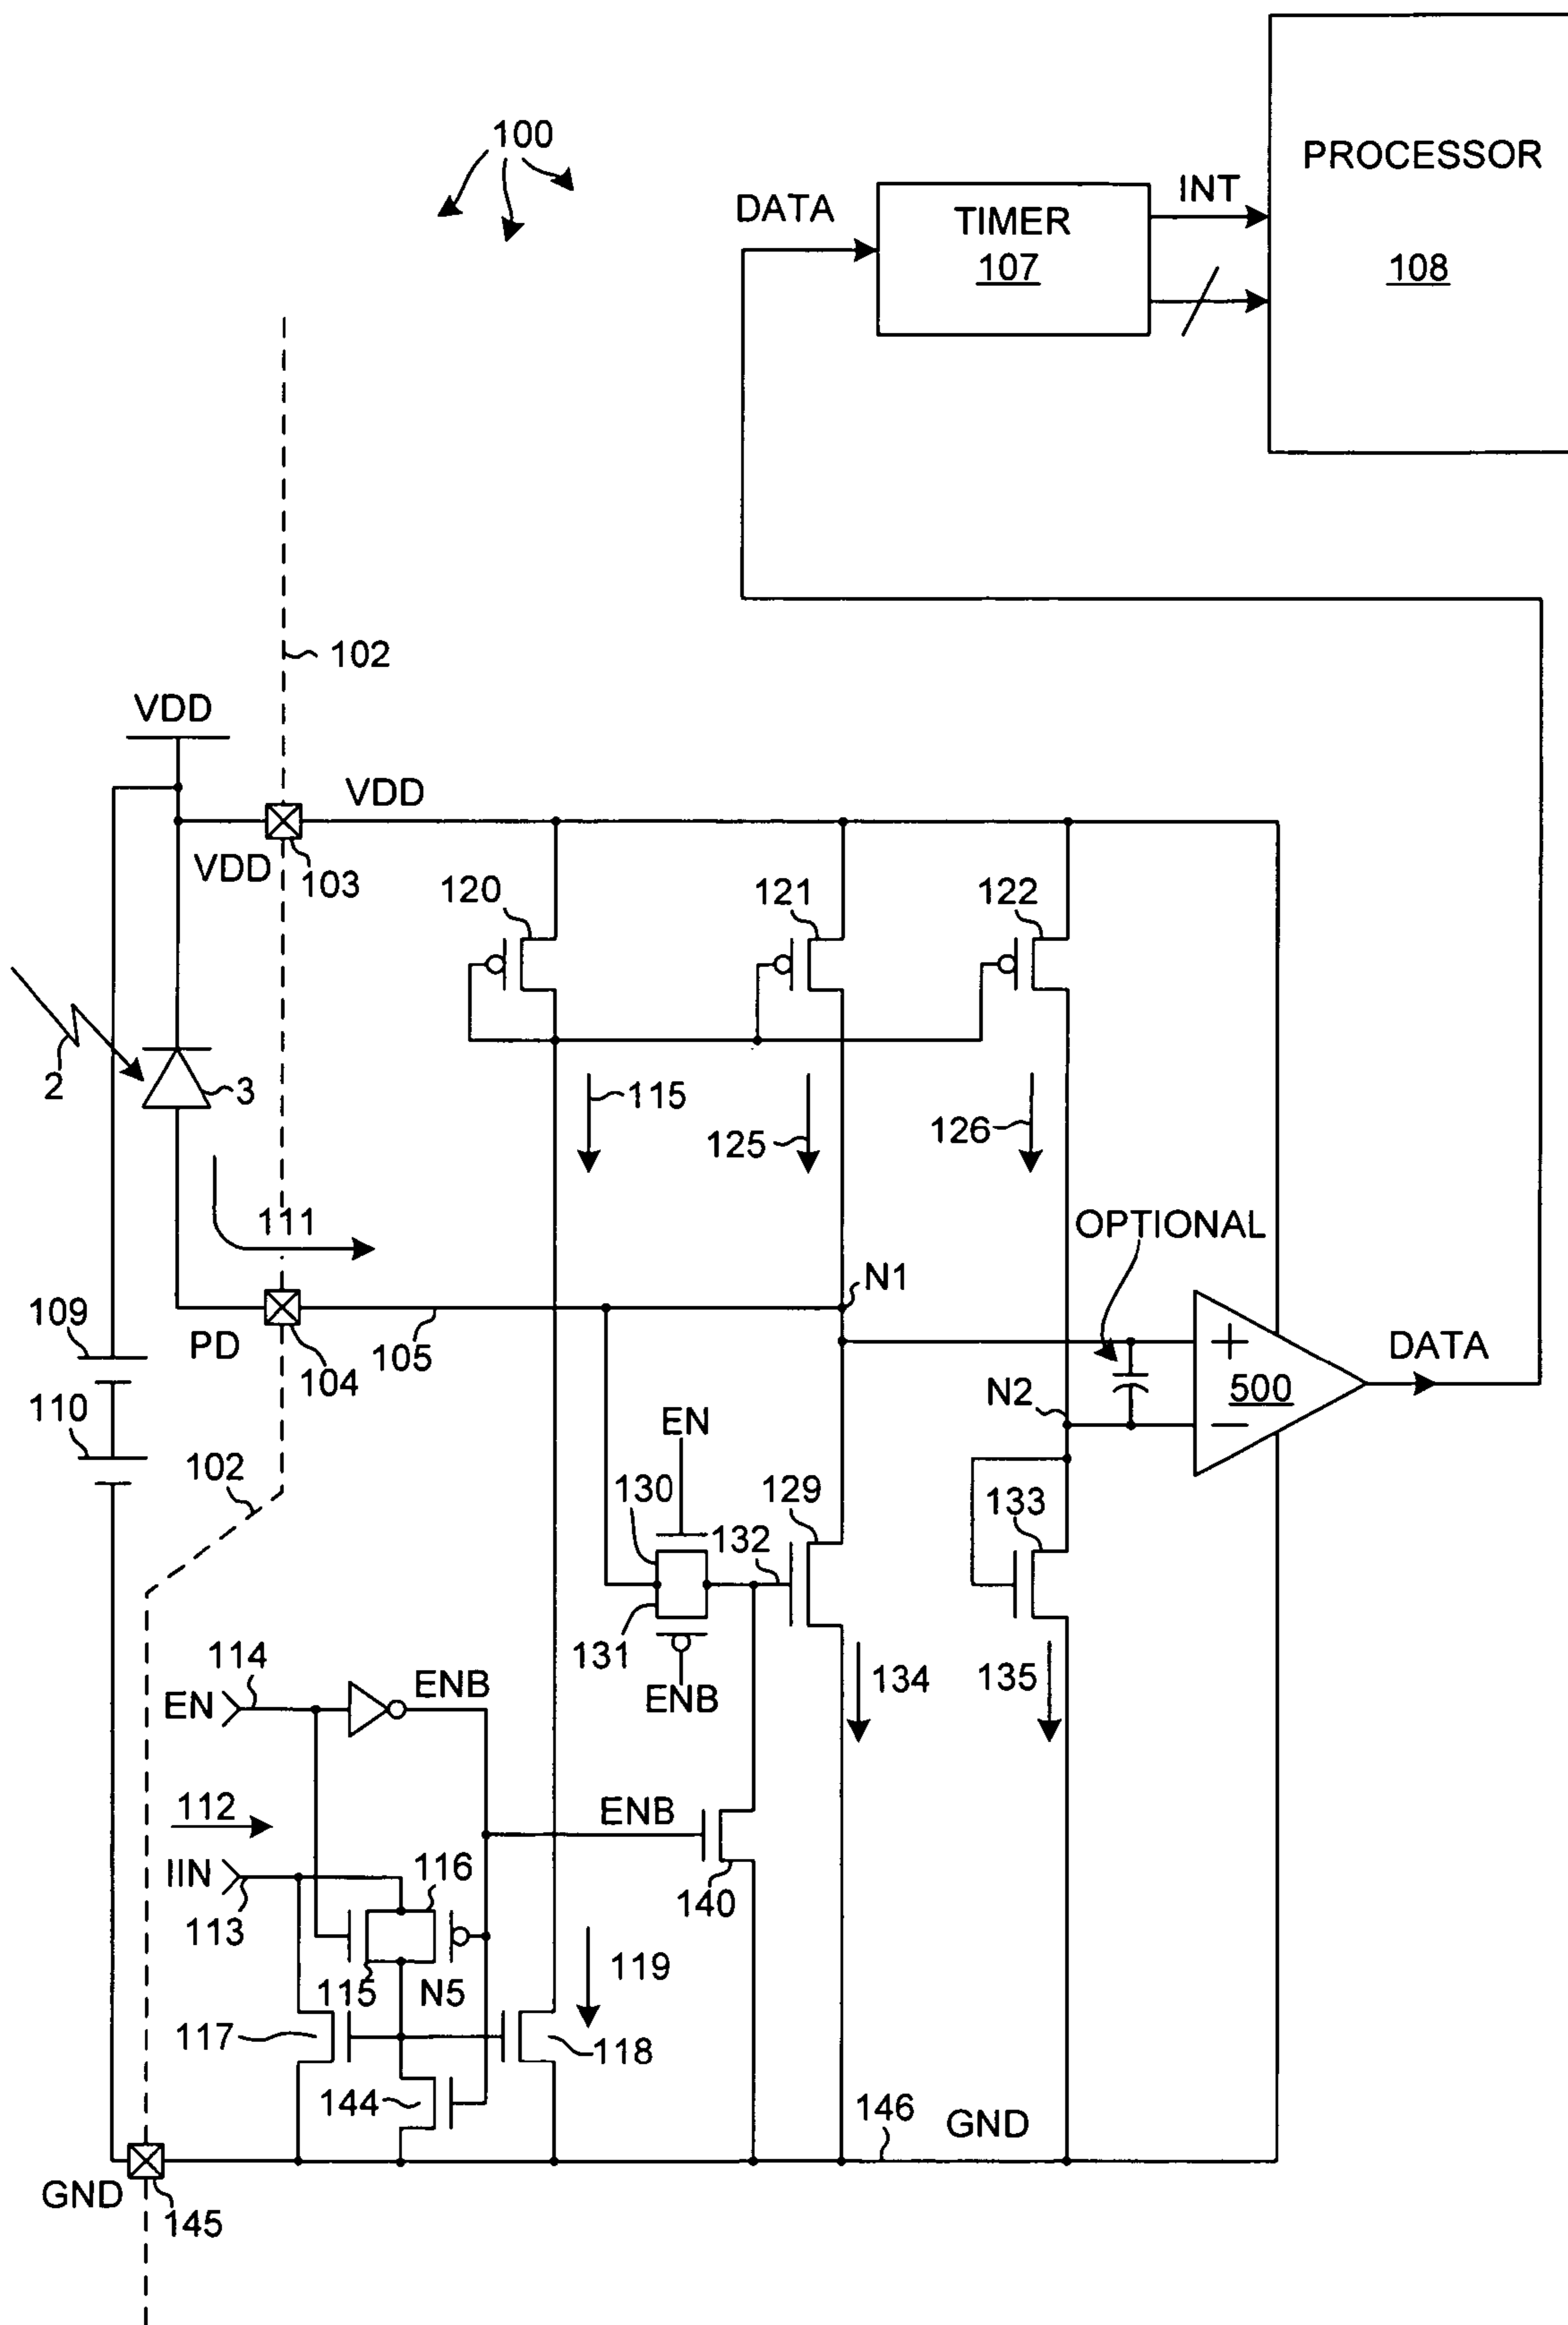 100
PROCESSOR
108
DATA
TIMER
107
INT
102
VDD
VDD
VDD
103
120
121
122
2
3
115
125
126
111
OPTIONAL
N1
109
PD
104
105
110
N2
500
DATA
102
EN
130
132
129
133
131
ENB
134
135
EN
114
ENB
112
ENB
IIN
113
116
140
115
N5
119
117
118
144
146
GND
GND
145